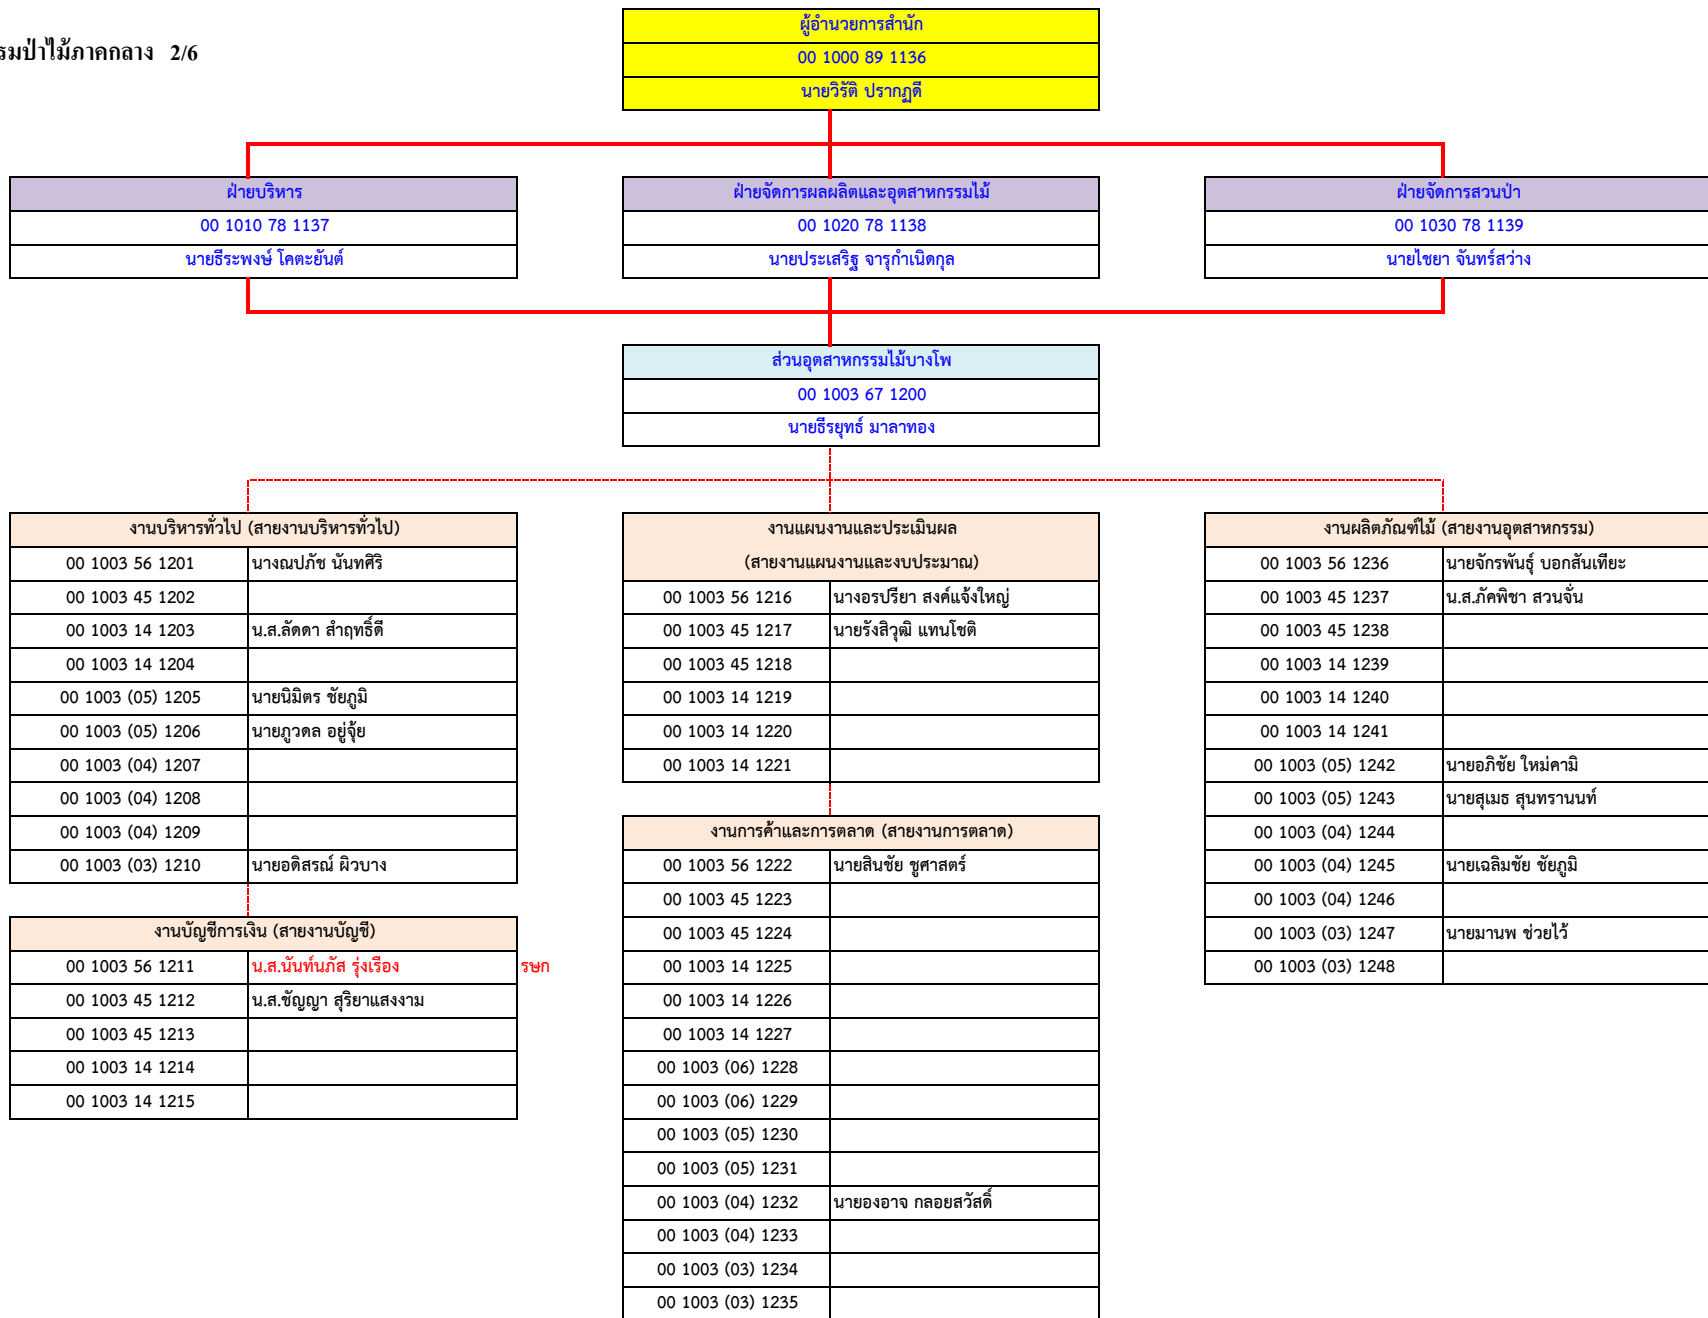 รมป่าไม้ภาคกลาง 2/6
ผู้อำนวยการสำนัก
00 1000 89 1136
นายวิรัติ ปรากฏดี
ฝ่ายบริหาร
00 1010 78 1137
นายธีระพงษ์ โคตะยันต์
ฝ่ายจัดการผลผลิตและอุตสาหกรรมไม้
00 1020 78 1138
นายประเสริฐ จารุกำเนิดกุล
ฝ่ายจัดการสวนป่า
00 1030 78 1139
นายไชยา จันทร์สว่าง
ส่วนอุตสาหกรรมไม้บางโพ
00 1003 67 1200
นายธีรยุทธ์ มาลาทอง
งานบริหารทั่วไป (สายงานบริหารทั่วไป)
00 1003 56 1201 นางณปภัช นันทศิริ
00 1003 45 1202
00 1003 14 1203 น.ส.ลัดดา สำฤทธิ์ดี
00 1003 14 1204
00 1003 (05) 1205 นายนิมิตร ชัยภูมิ
00 1003 (05) 1206 นายภูวดล อยู่จุ้ย
00 1003 (04) 1207
00 1003 (04) 1208
00 1003 (04) 1209
00 1003 (03) 1210 นายอดิสรณ์ ผิวบาง
งานบัญชีการเงิน (สายงานบัญชี)
00 1003 56 1211 น.ส.นันท์นภัส รุ่งเรือง รษก
00 1003 45 1212 น.ส.ชัญญา สุริยาแสงงาม
00 1003 45 1213
00 1003 14 1214
00 1003 14 1215
งานแผนงานและประเมินผล
(สายงานแผนงานและงบประมาณ)
00 1003 56 1216 นางอรปรียา สงค์แจ้งใหญ่
00 1003 45 1217 นายรังสิวุฒิ แทนโชติ
00 1003 45 1218
00 1003 14 1219
00 1003 14 1220
00 1003 14 1221
งานการค้าและการตลาด (สายงานการตลาด)
00 1003 56 1222 นายสินชัย ชูศาสตร์
00 1003 45 1223
00 1003 45 1224
00 1003 14 1225
00 1003 14 1226
00 1003 14 1227
00 1003 (06) 1228
00 1003 (06) 1229
00 1003 (05) 1230
00 1003 (05) 1231
00 1003 (04) 1232 นายองอาจ กลอยสวัสดิ์
00 1003 (04) 1233
00 1003 (03) 1234
00 1003 (03) 1235
งานผลิตภัณฑ์ไม้ (สายงานอุตสาหกรรม)
00 1003 56 1236 นายจักรพันธุ์ บอกสันเทียะ
00 1003 45 1237 น.ส.ภัคพิชา สวนจั่น
00 1003 45 1238
00 1003 14 1239
00 1003 14 1240
00 1003 14 1241
00 1003 (05) 1242 นายอภิชัย ใหม่คามิ
00 1003 (05) 1243 นายสุเมธ สุนทรานนท์
00 1003 (04) 1244
00 1003 (04) 1245 นายเฉลิมชัย ชัยภูมิ
00 1003 (04) 1246
00 1003 (03) 1247 นายมานพ ช่วยไว้
00 1003 (03) 1248